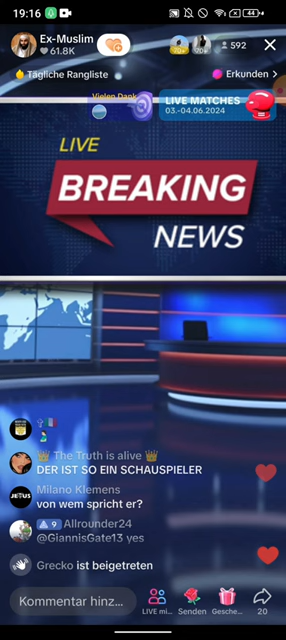 19:16
44
Ex-Muslim
61.8K
592
Tägliche Rangliste
Erkunden >
Vielen Dank
LIVE MATCHES
03.-04.06.2024
LIVE
BREAKING
NEWS
The Truth is alive
DER IST SO EIN SCHAUSPIELER
Milano Klemens
von wem spricht er?
9 Allrounder24
@GiannisGate13 yes
Grecko ist beigetreten
Kommentar hinz...
LIVE mi...
Senden
Gesche...
20